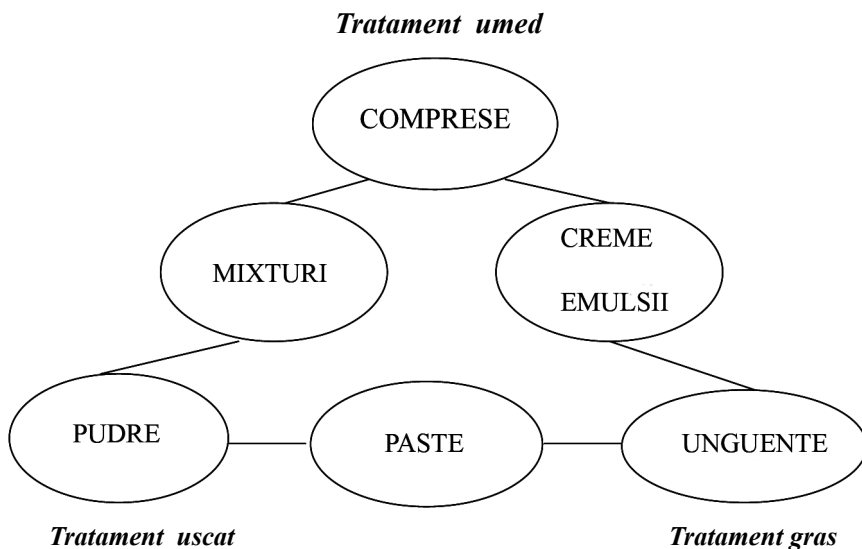 Tratament umed
COMPRESE
MIXTURI
CREME
EMULSII
PUDRE
PASTE
UNGUENTE
Tratament uscat
Tratament gras